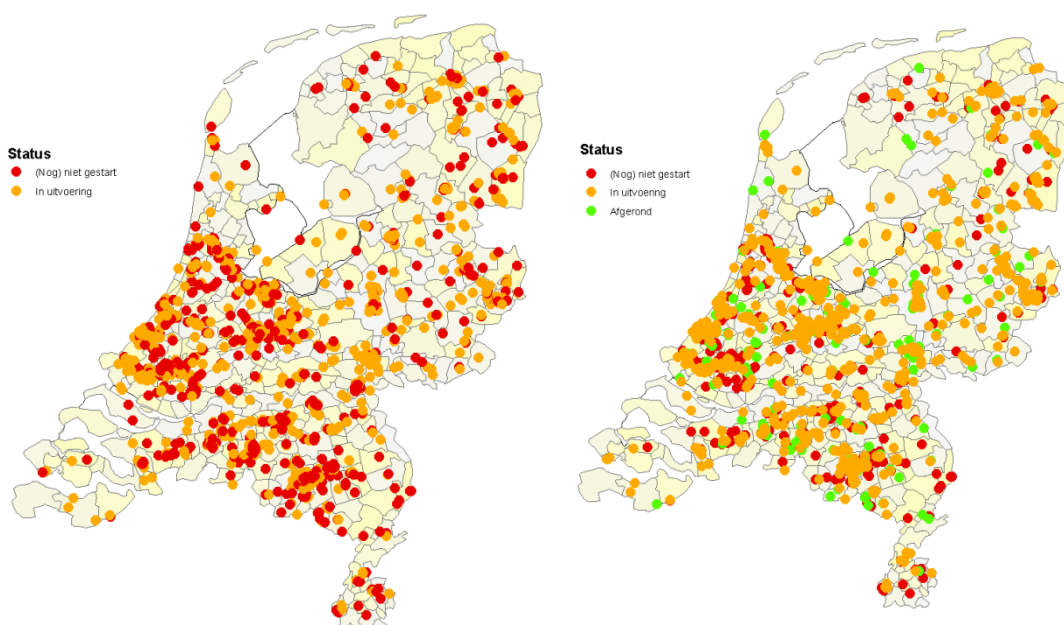 Status
(Nog) niet gestart
In uitvoering
Status
(Nog) niet gestart
In uitvoering
Afgerond